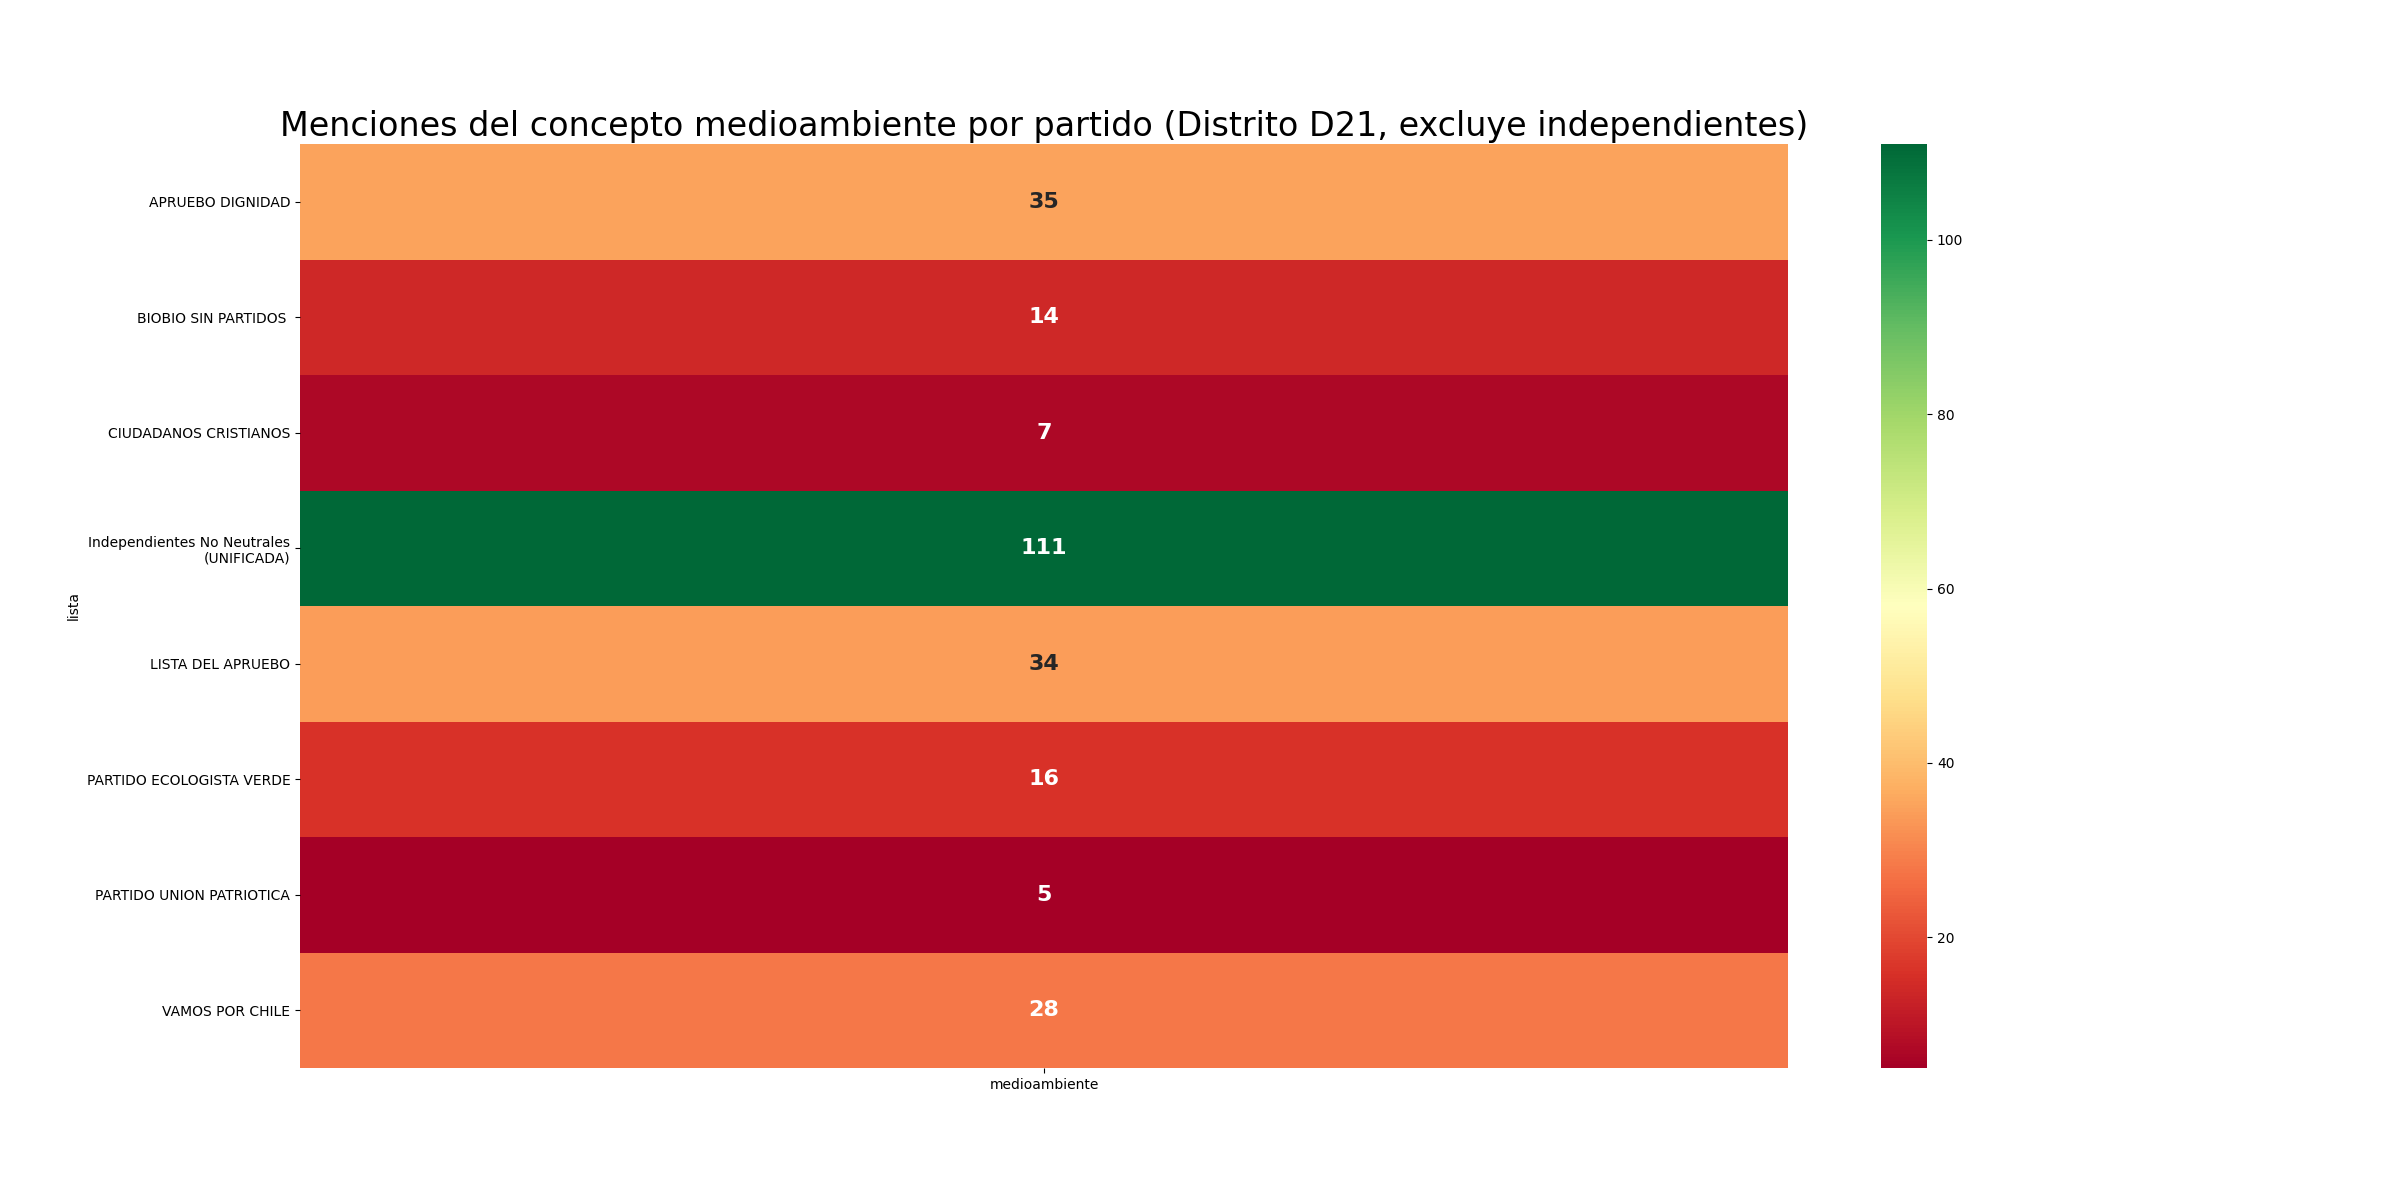 Menciones del concepto medioambiente por partido (Distrito D21, excluye independientes)
lista
APRUEBO DIGNIDAD
35
BIOBIO SIN PARTIDOS
14
CIUDADANOS CRISTIANOS
7
Independientes No Neutrales
(UNIFICADA)
111
LISTA DEL APRUEBO
34
PARTIDO ECOLOGISTA VERDE
16
PARTIDO UNION PATRIOTICA
5
VAMOS POR CHILE
28
medioambiente
100
80
60
40
20